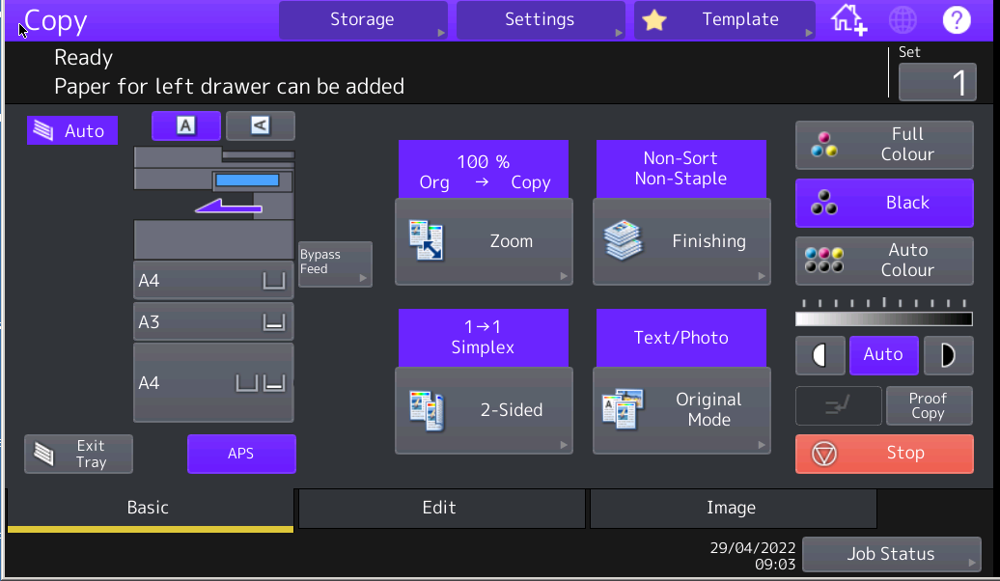 Copy
Storage
Settings
Template
?
Ready
Paper for left drawer can be added
Set
1
Auto
A
A
100 %
Org → Copy
Zoom
Non-Sort
Non-Staple
Finishing
Full
Colour
Black
Auto
Colour
Bypass
Feed
A4
A3
A4
1→1
Simplex
2-Sided
Text/Photo
A
Original
Mode
Auto
Proof
Copy
Exit
Tray
APS
Stop
Basic
Edit
Image
29/04/2022
09:03
Job Status